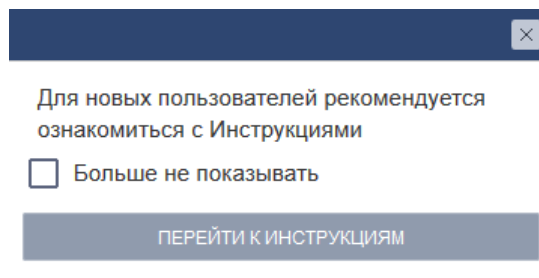 Для новых пользователей рекомендуется
ознакомиться с Инструкциями
Больше не показывать
ПЕРЕЙТИ К ИНСТРУКЦИЯМ